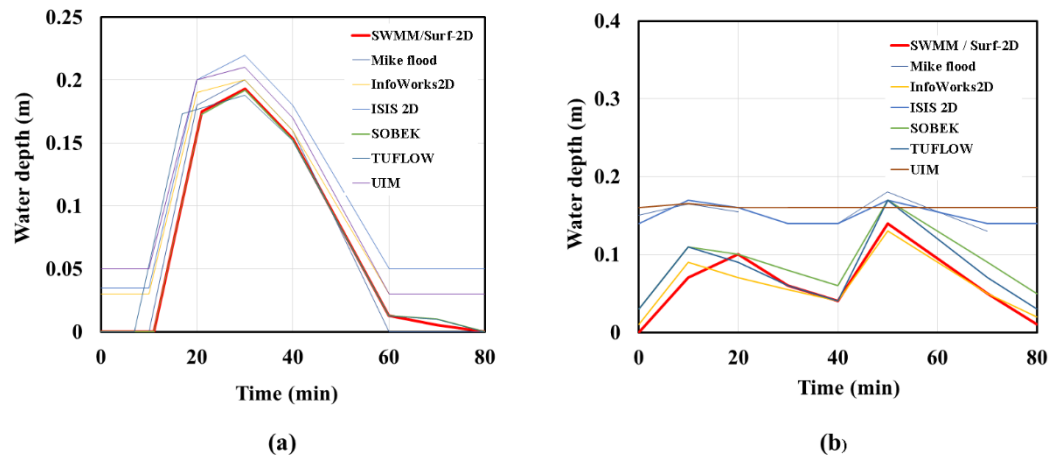 0.25
0.2
0.15
0.1
0.05
0
Water depth (m)
SWMM/Surf-2D
Mike flood
InfoWorks2D
ISIS 2D
SOBEK
TUFLOW
UIM
0 20 40 60 80
Time (min)
(a)
0.4
0.3
0.2
0.1
0
Water depth (m)
SWMM / Surf-2D
Mike flood
InfoWorks2D
ISIS 2D
SOBEK
TUFLOW
UIM
0 20 40 60 80
Time (min)
(b)